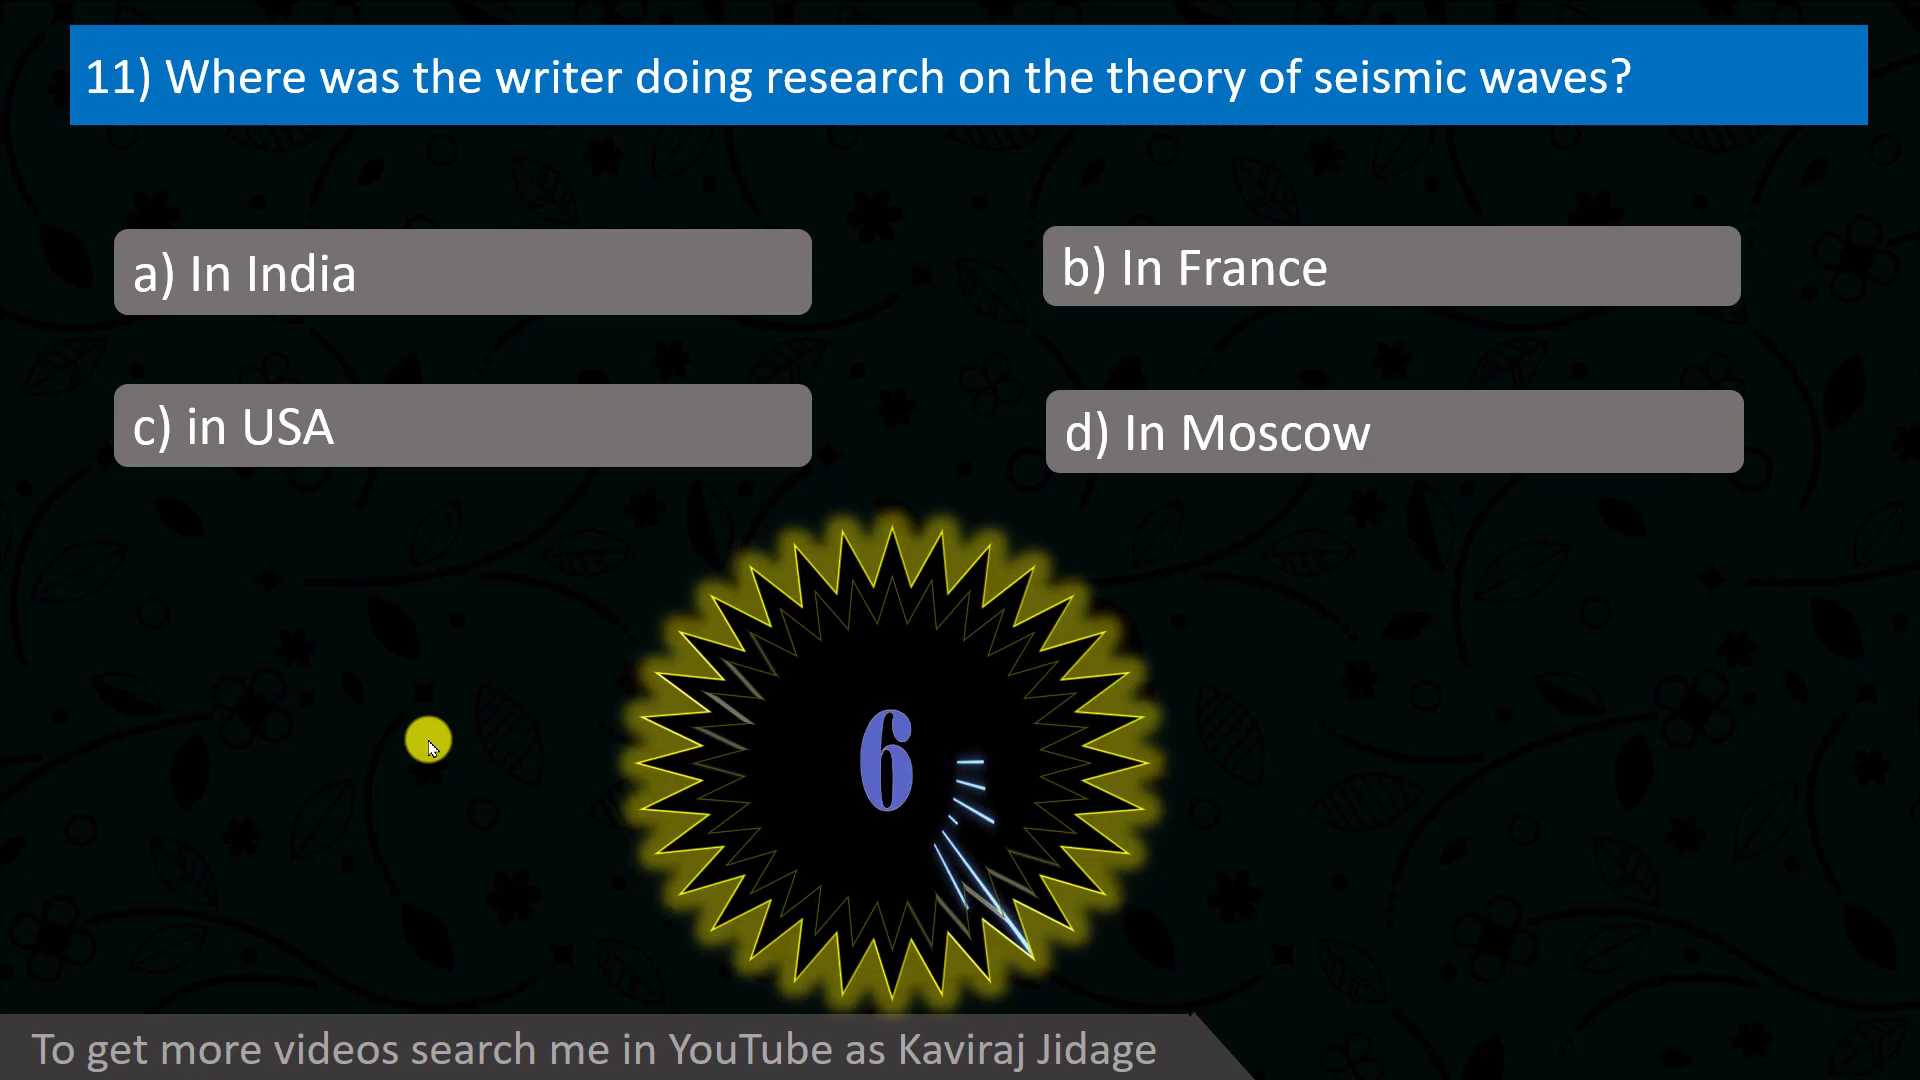 11) Where was the writer doing research on the theory of seismic waves?
a) In India
b) In France
c) in USA
d) In Moscow
6
To get more videos search me in YouTube as Kaviraj Jidage